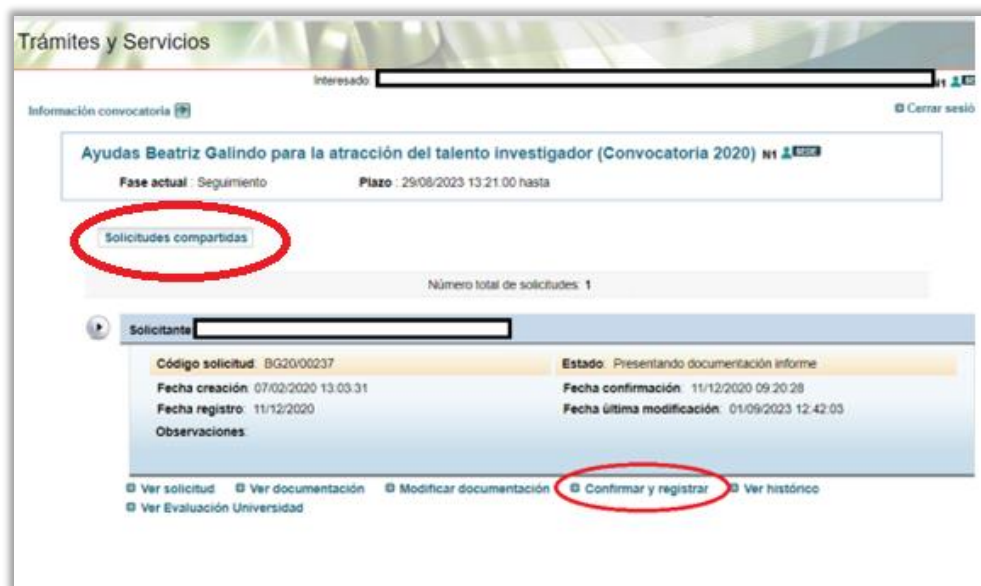 Trámites y Servicios
Interesado: N1 SEDE
Información convocatoria Cerrar sesió
Ayudas Beatriz Galindo para la atracción del talento investigador (Convocatoria 2020) N1 SEDE
Fase actual : Seguimiento Plazo : 29/08/2023 13:21:00 hasta
Solicitudes compartidas
Número total de solicitudes: 1
Solicitante
Código solicitud: BG20/00237 Estado: Presentando documentación informe
Fecha creación: 07/02/2020 13:03:31 Fecha confirmación: 11/12/2020 09:20:28
Fecha registro: 11/12/2020 Fecha última modificación: 01/09/2023 12:42:03
Observaciones:
Ver solicitud Ver documentación Modificar documentación Confirmar y registrar Ver histórico
Ver Evaluación Universidad